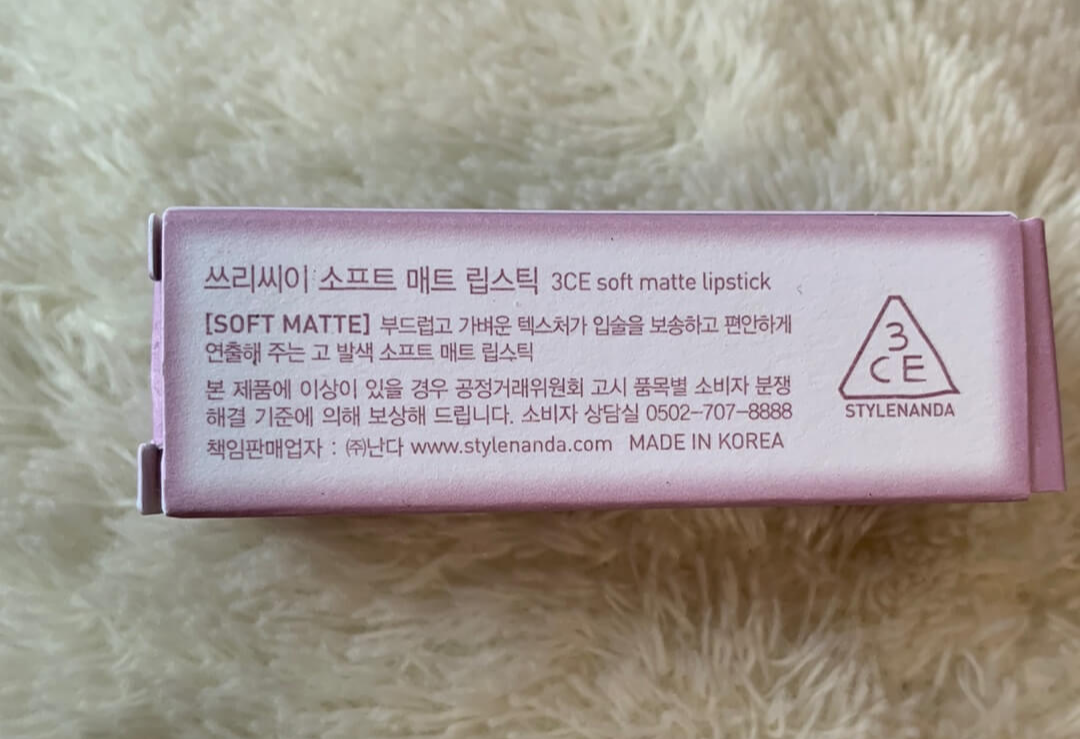 쓰리씨이 소프트 매트 립스틱 3CE soft matte lipstick
[SOFT MATTE] 부드럽고 가벼운 텍스처가 입술을 보송하고 편안하게
연출해 주는 고 발색 소프트 매트 립스틱
본 제품에 이상이 있을 경우 공정거래위원회 고시 품목별 소비자 분쟁
해결 기준에 의해 보상해 드립니다. 소비자 상담실 0502-707-8888
책임판매업자 : ㈜난다 www.stylenanda.com MADE IN KOREA
3
CE
STYLENANDA